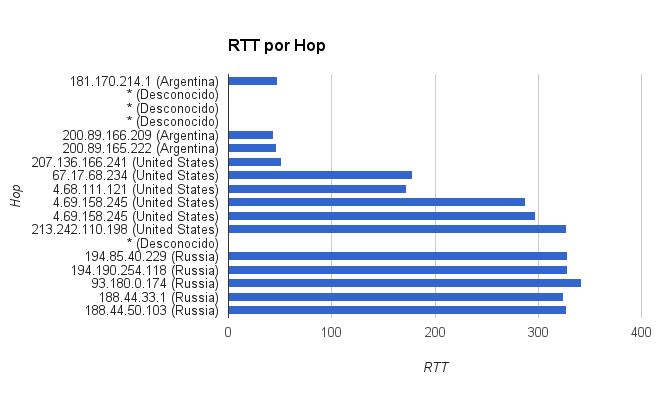 RTT por Hop
181.170.214.1 (Argentina)
* (Desconocido)
* (Desconocido)
* (Desconocido)
200.89.166.209 (Argentina)
200.89.165.222 (Argentina)
207.136.166.241 (United States)
67.17.68.234 (United States)
4.68.111.121 (United States)
4.69.158.245 (United States)
4.69.158.245 (United States)
213.242.110.198 (United States)
* (Desconocido)
194.85.40.229 (Russia)
194.190.254.118 (Russia)
93.180.0.174 (Russia)
188.44.33.1 (Russia)
188.44.50.103 (Russia)
Hop
0 100 200 300 400
RTT